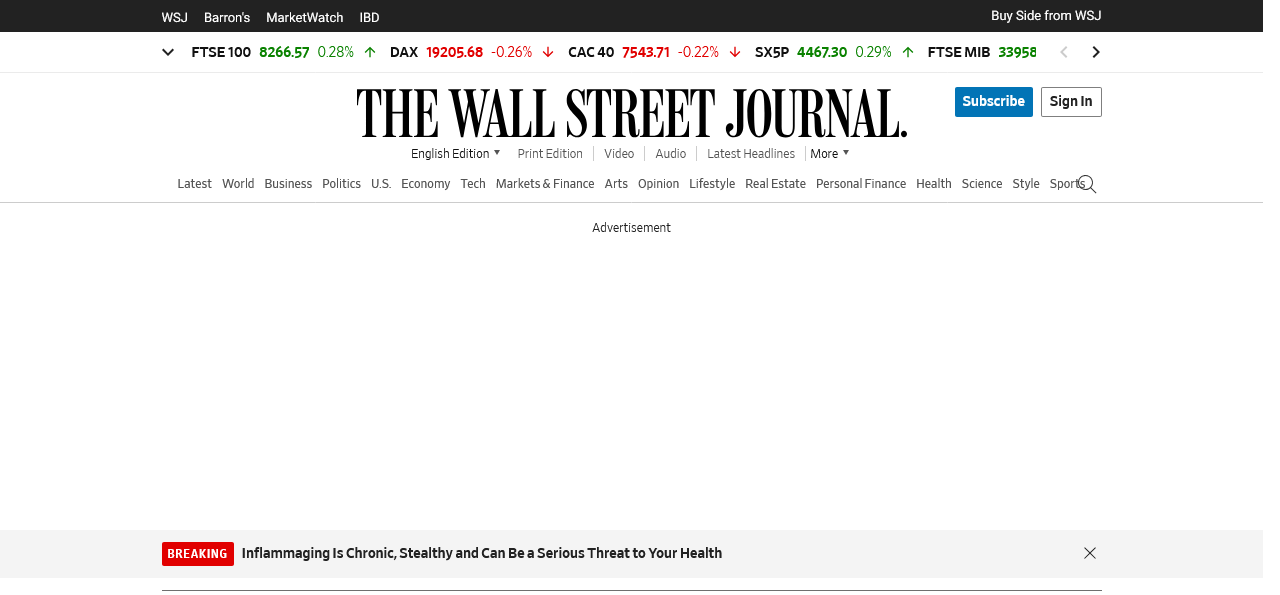 WSJ Barron's MarketWatch IBD Buy Side from WSJ
FTSE 100 8266.57 0.28% DAX 19205.68 -0.26% CAC 40 7543.71 -0.22% SX5P 4467.30 0.29% FTSE MIB 33958
THE WALL STREET JOURNAL.
Subscribe Sign In
English Edition Print Edition Video Audio Latest Headlines More
Latest World Business Politics U.S. Economy Tech Markets & Finance Arts Opinion Lifestyle Real Estate Personal Finance Health Science Style Sports
Advertisement
BREAKING Inflammaging Is Chronic, Stealthy and Can Be a Serious Threat to Your Health